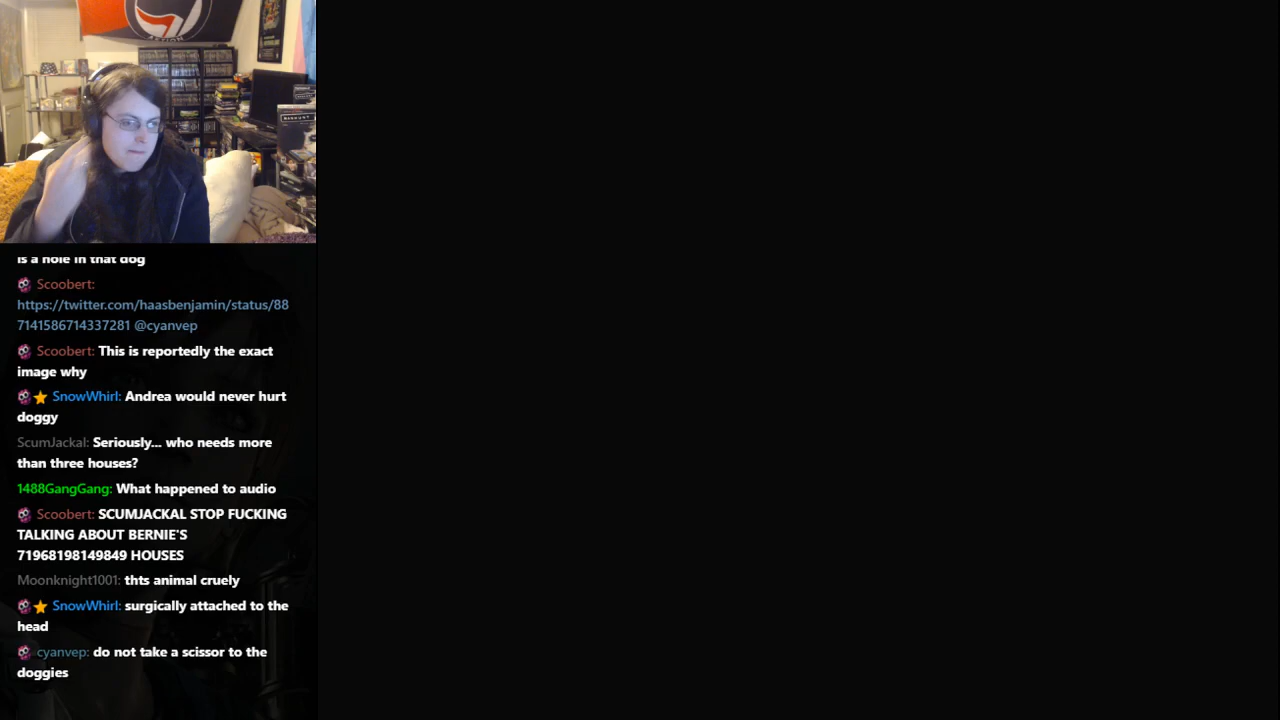 ACTION
is a hole in that dog
Scoobert:
https://twitter.com/haasbenjamin/status/88
7141586714337281 @cyanvep
Scoobert: This is reportedly the exact
image why
SnowWhirl: Andrea would never hurt
doggy
ScumJackal: Seriously... who needs more
than three houses?
1488GangGang: What happened to audio
Scoobert: SCUMJACKAL STOP FUCKING
TALKING ABOUT BERNIE'S
71968198149849 HOUSES
Moonknight1001: thts animal cruely
SnowWhirl: surgically attached to the
head
cyanvep: do not take a scissor to the
doggies